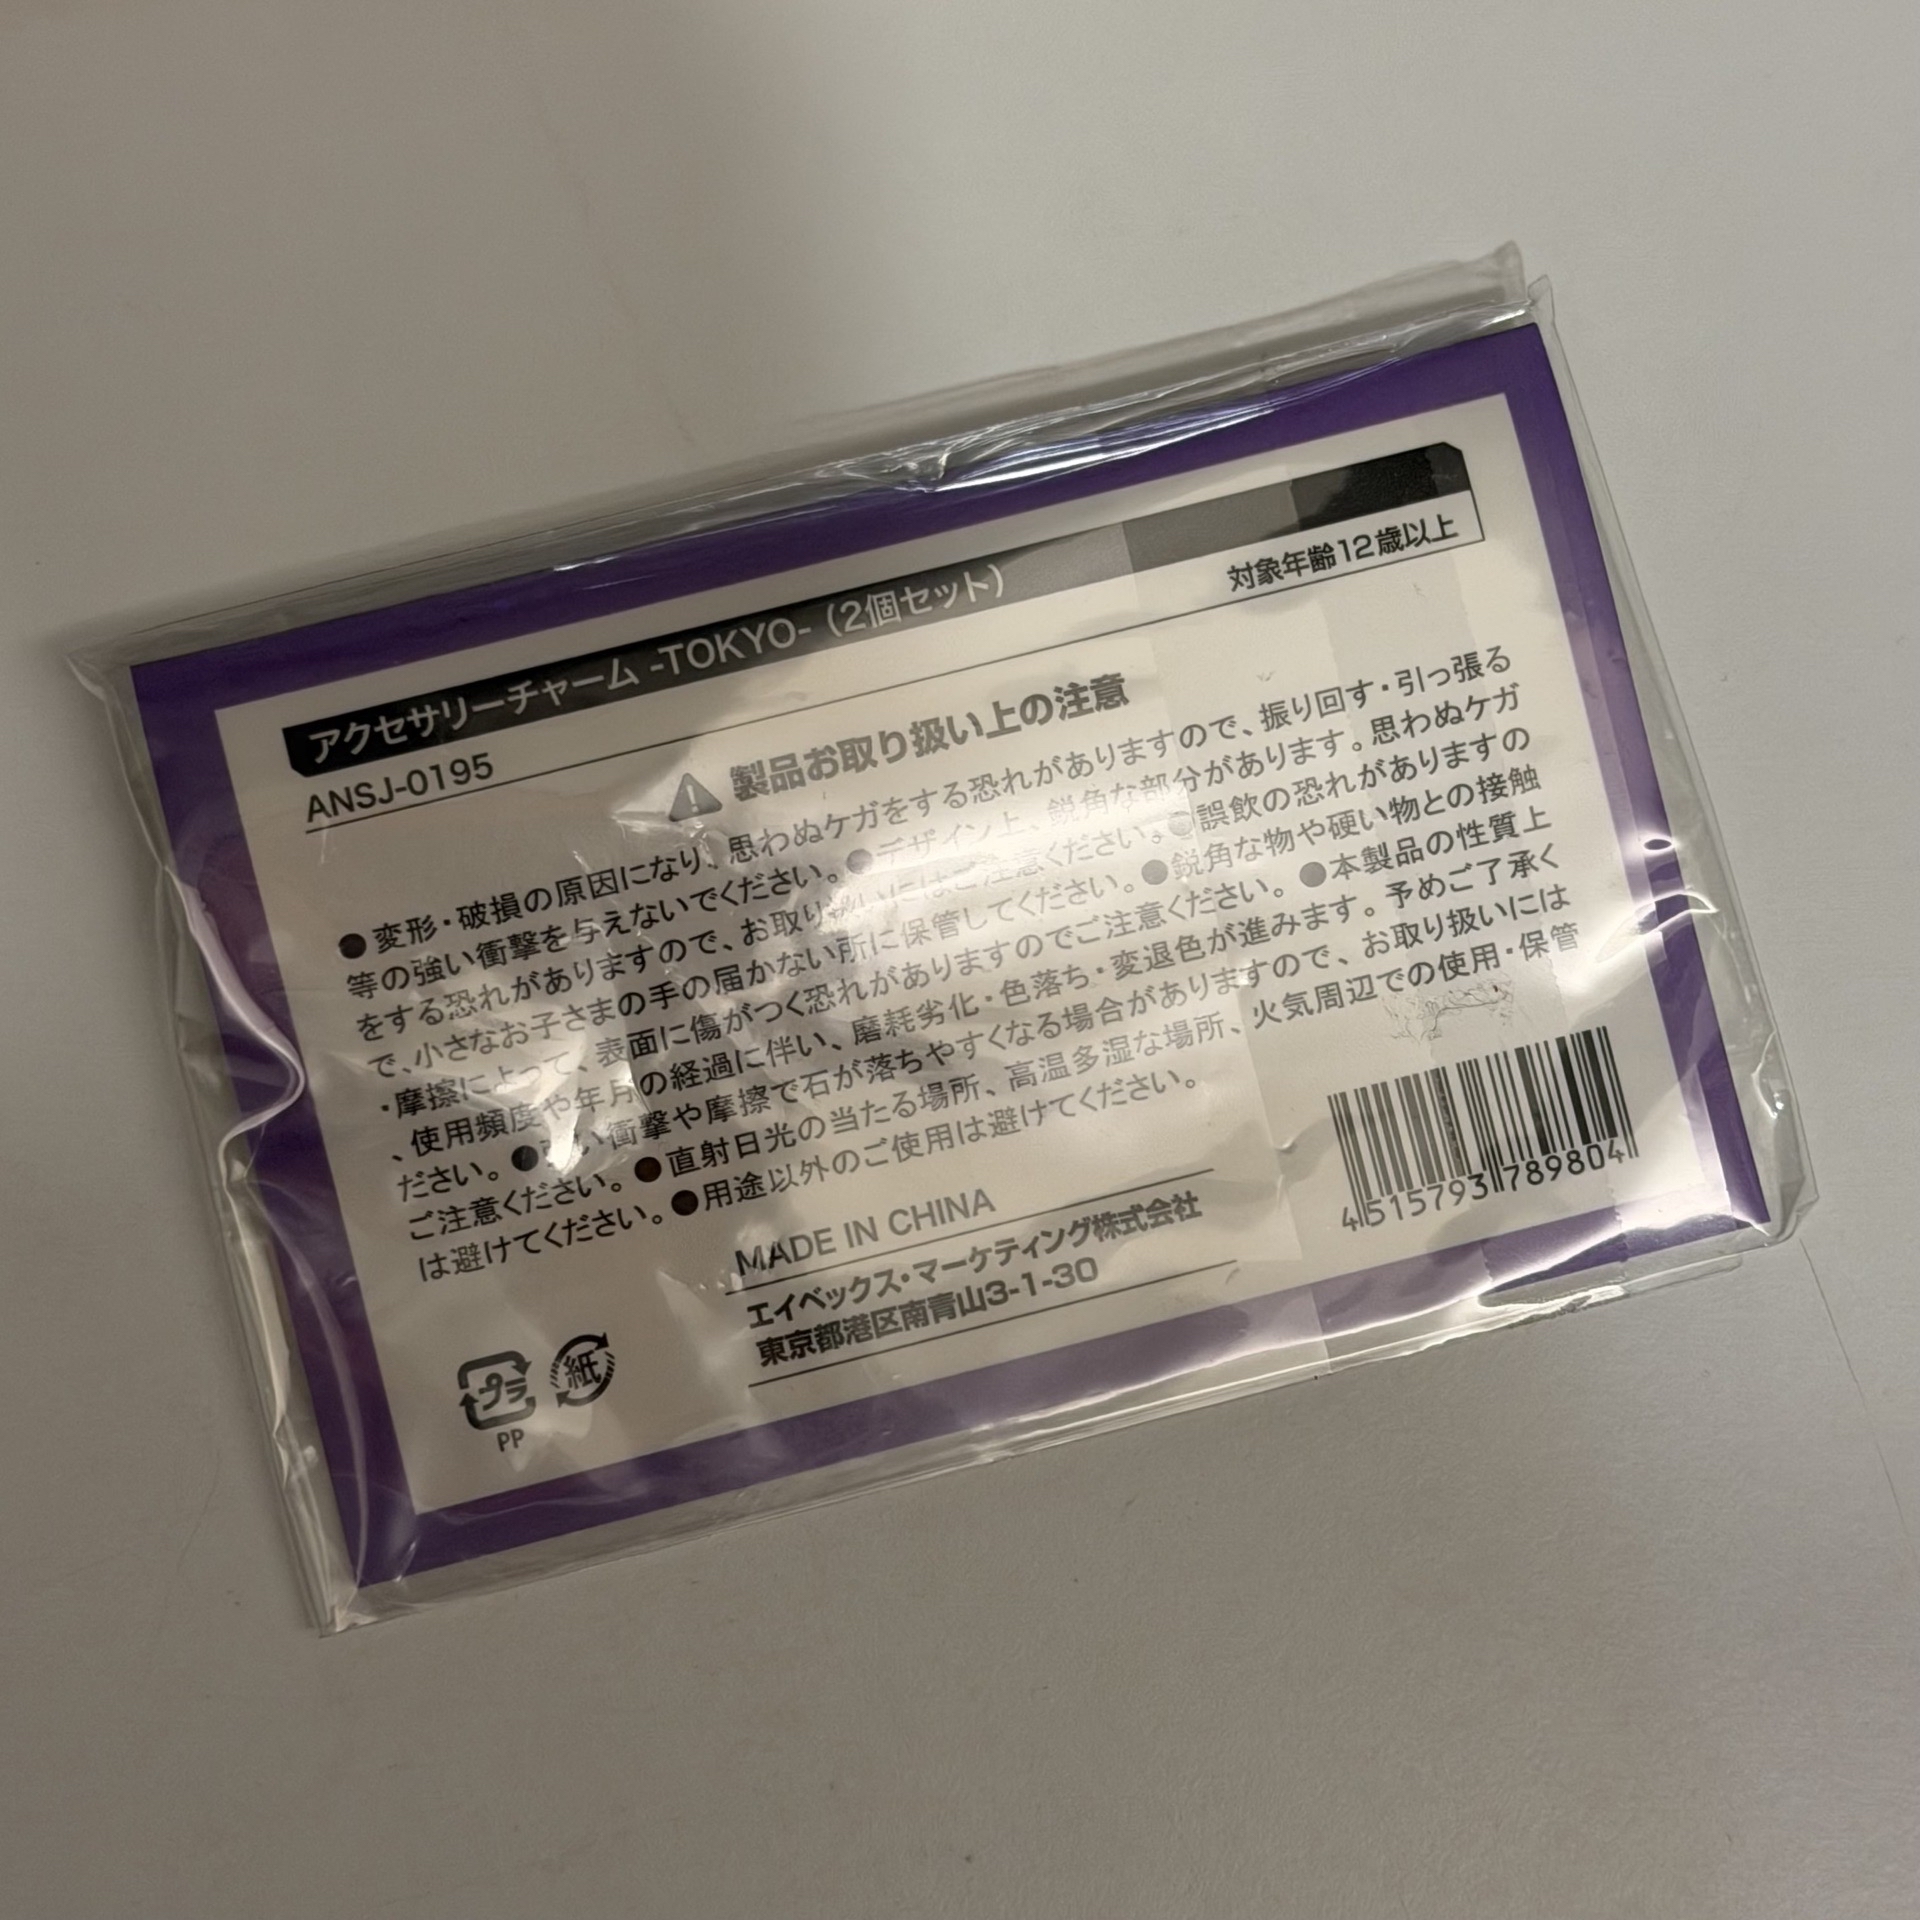 アクセサリーチャーム -TOKYO-（2個セット）
ANSJ-0195
対象年齢12歳以上
製品お取り扱い上の注意
●変形・破損の原因になり、思わぬケガをする恐れがありますので、振り回す・引っ張る
等の強い衝撃を与えないでください。●デザイン上、鋭角な部分があります。思わぬケガ
をする恐れがありますので、お取り扱いにはご注意ください。●誤飲の恐れがありますの
で、小さなお子さまの手の届かない所に保管してください。●鋭角な物や硬い物との接触
・摩擦によって、表面に傷がつく恐れがありますのでご注意ください。●本製品の性質上
、使用頻度や年月の経過に伴い、磨耗劣化・色落ち・変退色が進みます。予めご了承く
ださい。●強い衝撃や摩擦で石が落ちやすくなる場合がありますので、お取り扱いには
ご注意ください。●直射日光の当たる場所、高温多湿な場所、火気周辺での使用・保管
は避けてください。●用途以外のご使用は避けてください。
MADE IN CHINA
エイベックス・マーケティング株式会社
東京都港区南青山3-1-30
4515793789804
プラ
紙
PP